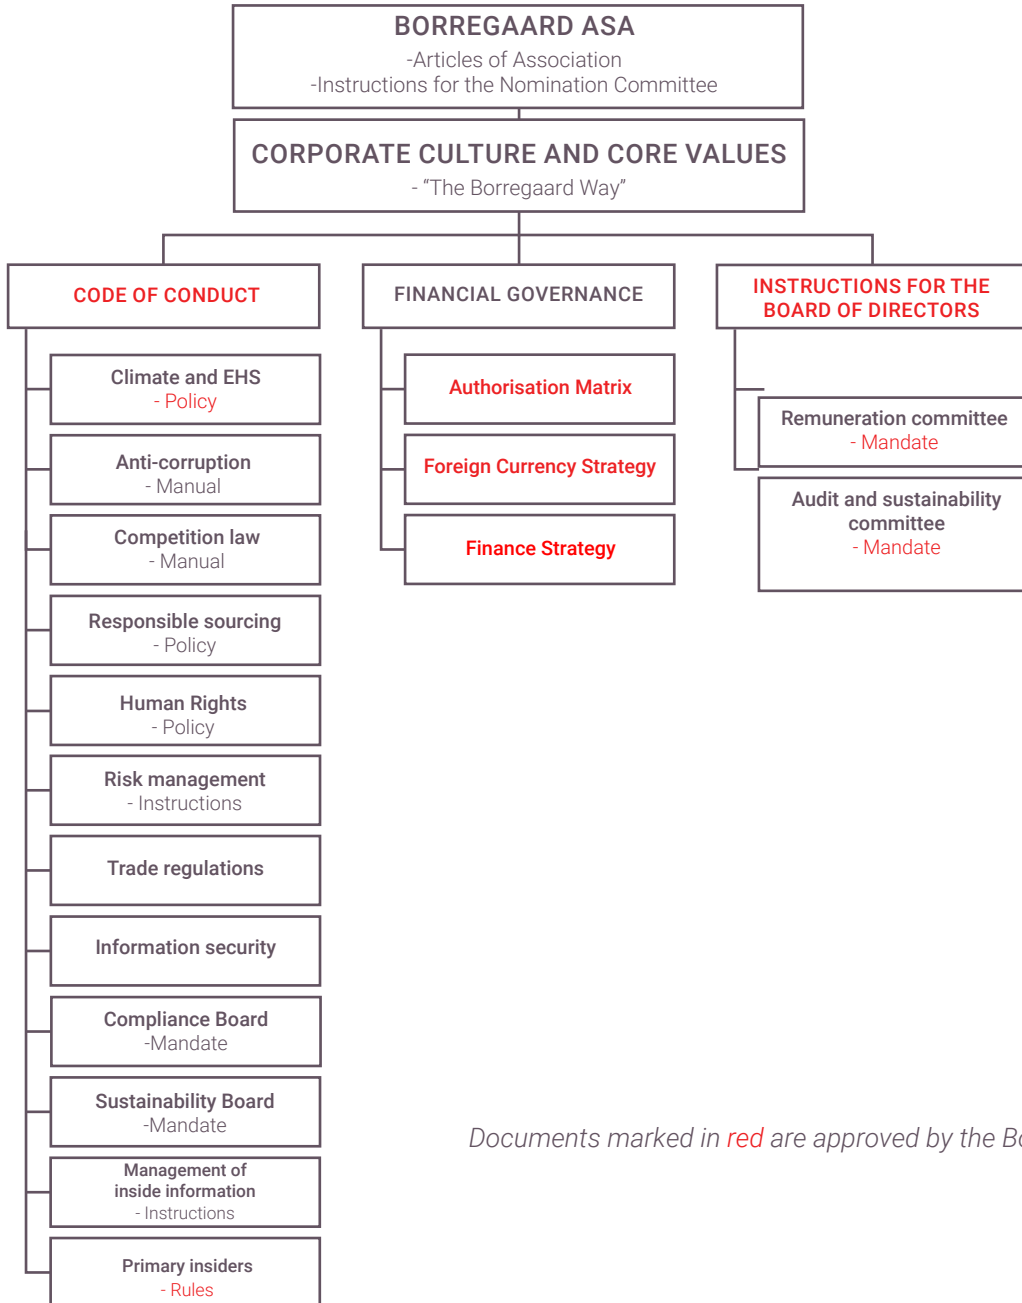 BORREGAARD ASA
-Articles of Association
-Instructions for the Nomination Committee
CORPORATE CULTURE AND CORE VALUES
- “The Borregaard Way”
CODE OF CONDUCT
Climate and EHS
- Policy
Anti-corruption
- Manual
Competition law
- Manual
Responsible sourcing
- Policy
Human Rights
- Policy
Risk management
- Instructions
Trade regulations
Information security
Compliance Board
-Mandate
Sustainability Board
-Mandate
Management of
inside information
- Instructions
Primary insiders
- Rules
FINANCIAL GOVERNANCE
Authorisation Matrix
Foreign Currency Strategy
Finance Strategy
INSTRUCTIONS FOR THE
BOARD OF DIRECTORS
Remuneration committee
- Mandate
Audit and sustainability
committee
- Mandate
Documents marked in red are approved by the